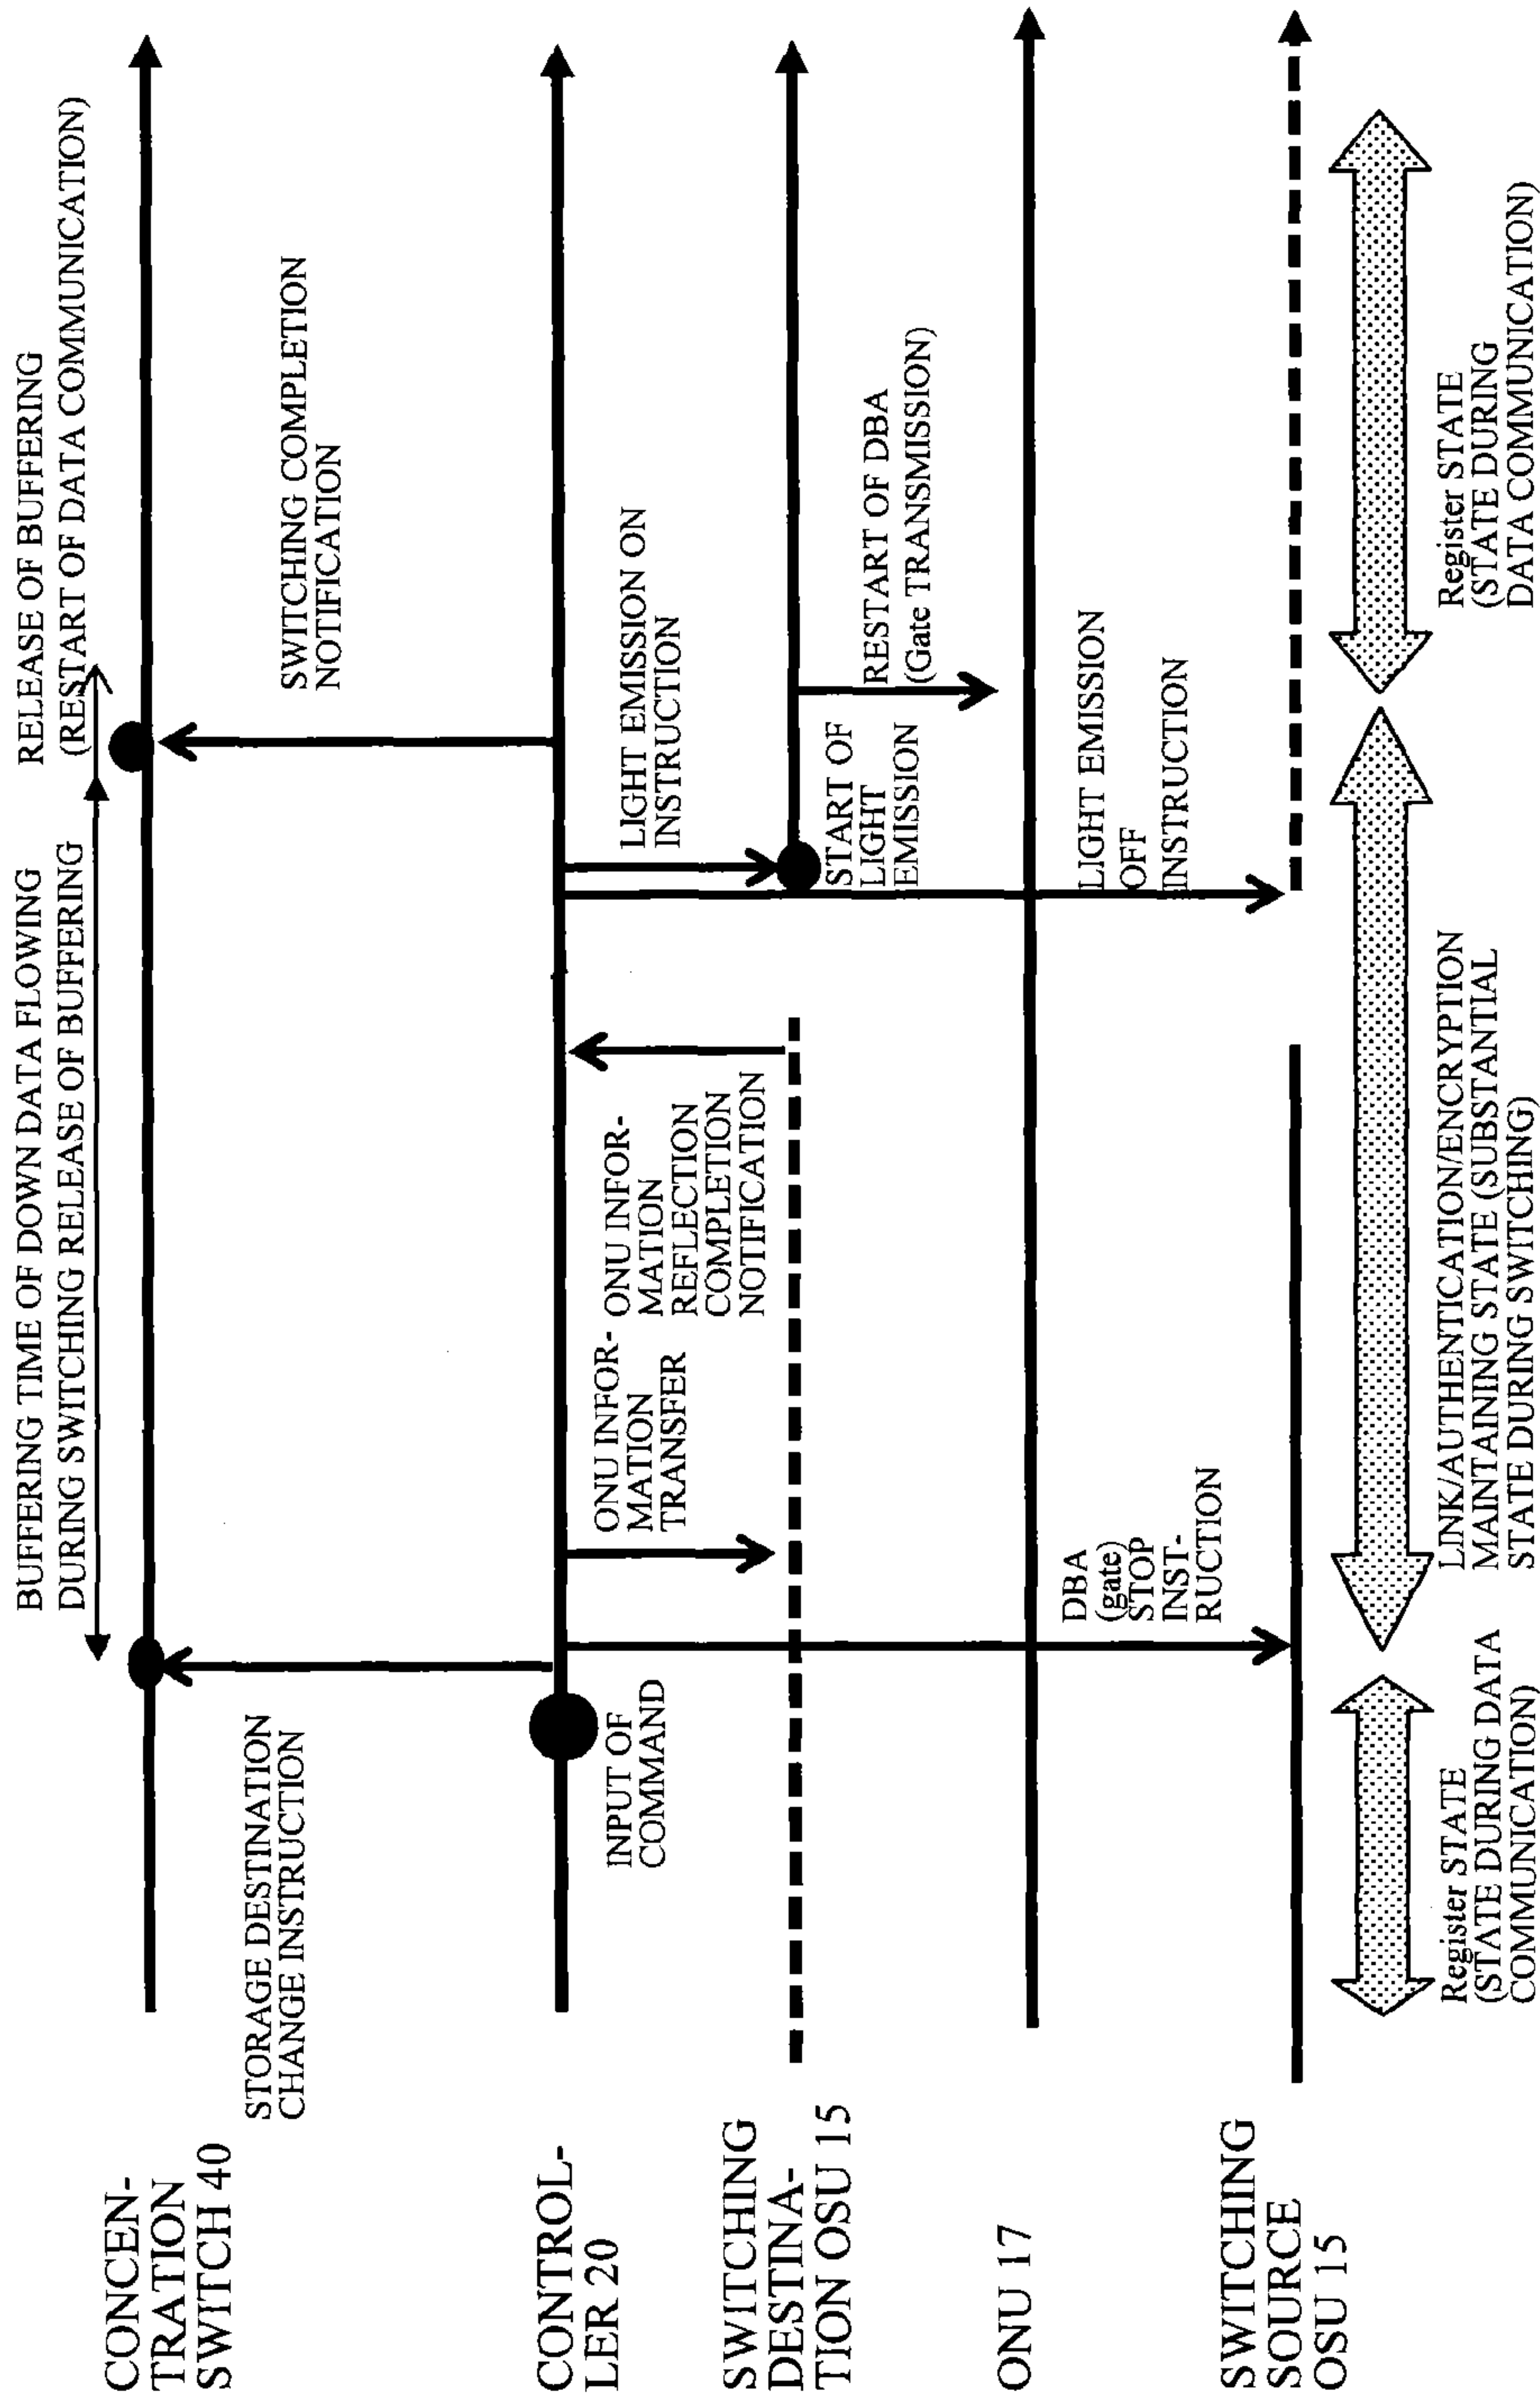 BUFFERING TIME OF DOWN DATA FLOWING
DURING SWITCHING RELEASE OF BUFFERING
RELEASE OF BUFFERING
(RESTART OF DATA COMMUNICATION)
CONCEN-
TRATION
SWITCH 40
STORAGE DESTINATION
CHANGE INSTRUCTION
SWITCHING COMPLETION
NOTIFICATION
CONTROL-
LER 20
INPUT OF
COMMAND
ONU INFOR-
MATION
TRANSFER
ONU INFOR-
MATION
REFLECTION
COMPLETION
NOTIFICATION
LIGHT EMISSION ON
INSTRUCTION
SWITCHING
DESTINA-
TION OSU 15
START OF
LIGHT
EMISSION
RESTART OF DBA
(Gate TRANSMISSION)
ONU 17
DBA
(gate)
STOP
INST-
RUCTION
LIGHT EMISSION
OFF
INSTRUCTION
SWITCHING
SOURCE
OSU 15
Register STATE
(STATE DURING DATA
COMMUNICATION)
LINK/AUTHENTICATION/ENCRYPTION
MAINTAINING STATE (SUBSTANTIAL
STATE DURING SWITCHING)
Register STATE
(STATE DURING
DATA COMMUNICATION)